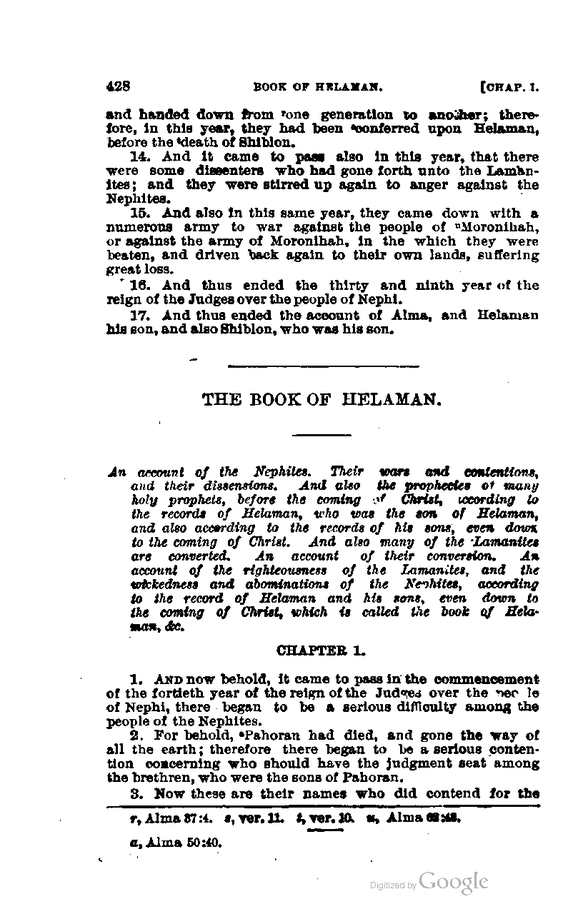 428 BOOK OF HELAMAN. [CHAP. 1.
and handed down from ʳone generation to another; there-
fore, in this year, they had been ˢconferred upon Helaman,
before the ᵗdeath of Shiblon.
14. And it came to pass also in this year, that there
were some dissenters who had gone forth unto the Laman-
ites; and they were stirred up again to anger against the
Nephites.
15. And also in this same year, they came down with a
numerous army to war against the people of ᵘMoronihah,
or against the army of Moronihah, in the which they were
beaten, and driven back again to their own lands, suffering
great loss.
16. And thus ended the thirty and ninth year of the
reign of the Judges over the people of Nephi.
17. And thus ended the account of Alma, and Helaman
his son, and also Shiblon, who was his son.
THE BOOK OF HELAMAN.
An account of the Nephites. Their wars and contentions,
and their dissensions. And also the prophecies of many
holy prophets, before the coming of Christ, according to
the records of Helaman, who was the son of Helaman,
and also according to the records of his sons, even down
to the coming of Christ. And also many of the Lamanites
are converted. An account of their conversion. An
account of the righteousness of the Lamanites, and the
wickedness and abominations of the Nephites, according
to the record of Helaman and his sons, even down to
the coming of Christ, which is called the book of Hela-
man, &c.
CHAPTER 1.
1. AND now behold, it came to pass in the commencement
of the fortieth year of the reign of the Judges over the people
of Nephi, there began to be a serious difficulty among the
people of the Nephites.
2. For behold, ᵃPahoran had died, and gone the way of
all the earth; therefore there began to be a serious conten-
tion concerning who should have the judgment seat among
the brethren, who were the sons of Pahoran.
3. Now these are their names who did contend for the
r, Alma 37:4. s, ver. 11. t, ver. 10. u, Alma
a, Alma 50:40.
Digitized by Google